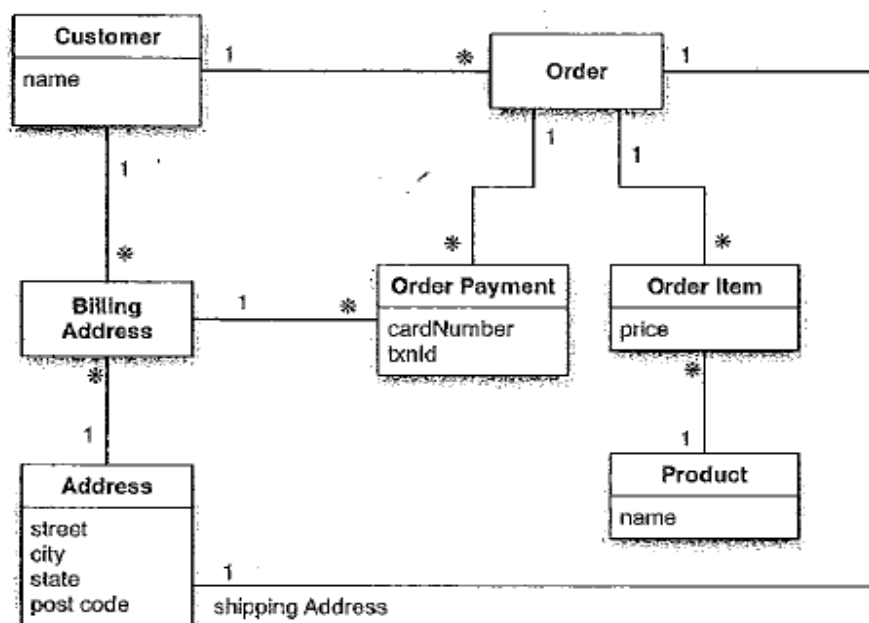 Customer
name
1
*
Order
1
1
1
1
*
*
*
Billing
Address
1
*
Order Payment
cardNumber
txnId
Order Item
price
*
*
1
1
Address
street
city
state
post code
Product
name
1
shipping Address